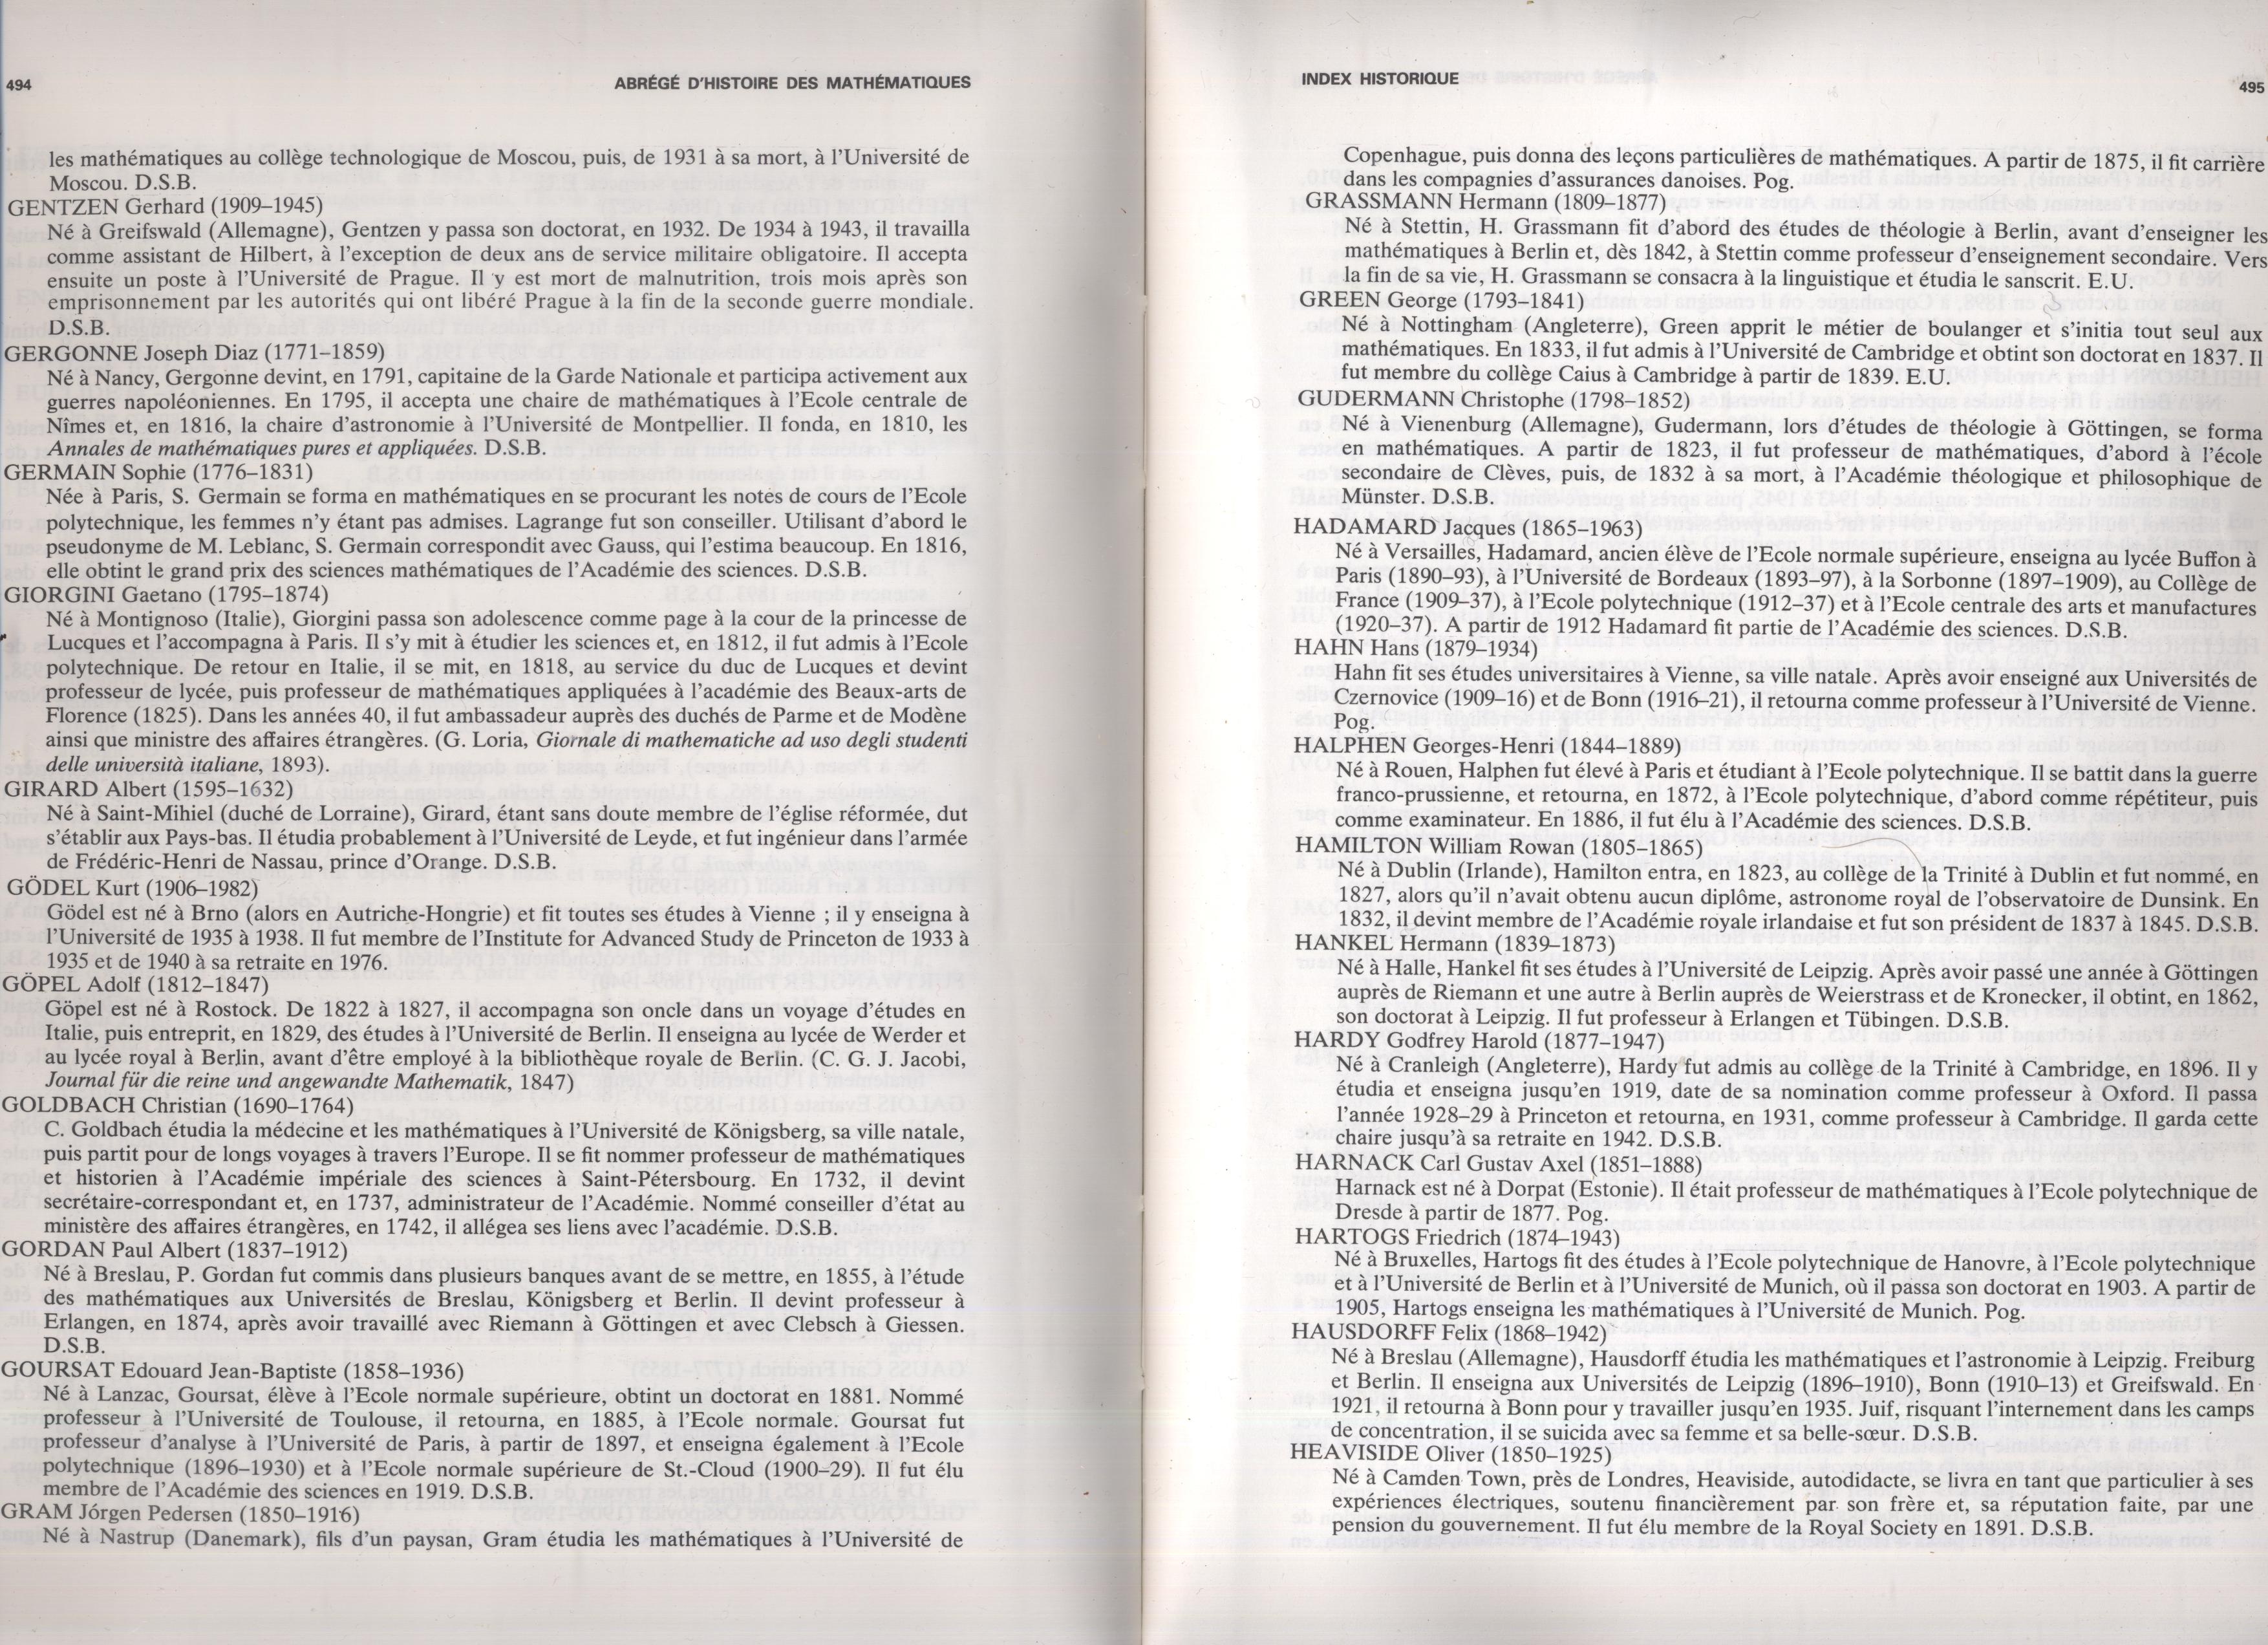 494
ABRÉGÉ D'HISTOIRE DES MATHÉMATIQUES
les mathématiques au collège technologique de Moscou, puis, de 1931 à sa mort, à l'Université de
Moscou. D.S.B.
GENTZEN Gerhard (1909–1945)
Né à Greifswald (Allemagne), Gentzen y passa son doctorat, en 1932. De 1934 à 1943, il travailla
comme assistant de Hilbert, à l'exception de deux ans de service militaire obligatoire. Il accepta
ensuite un poste à l'Université de Prague. Il y est mort de malnutrition, trois mois après son
emprisonnement par les autorités qui ont libéré Prague à la fin de la seconde guerre mondiale.
D.S.B.
GERGONNE Joseph Diaz (1771–1859)
Né à Nancy, Gergonne devint, en 1791, capitaine de la Garde Nationale et participa activement aux
guerres napoléoniennes. En 1795, il accepta une chaire de mathématiques à l'Ecole centrale de
Nîmes et, en 1816, la chaire d'astronomie à l'Université de Montpellier. Il fonda, en 1810, les
Annales de mathématiques pures et appliquées. D.S.B.
GERMAIN Sophie (1776–1831)
Née à Paris, S. Germain se forma en mathématiques en se procurant les notes de cours de l'Ecole
polytechnique, les femmes n'y étant pas admises. Lagrange fut son conseiller. Utilisant d'abord le
pseudonyme de M. Leblanc, S. Germain correspondit avec Gauss, qui l'estima beaucoup. En 1816,
elle obtint le grand prix des sciences mathématiques de l'Académie des sciences. D.S.B.
GIORGINI Gaetano (1795–1874)
Né à Montignoso (Italie), Giorgini passa son adolescence comme page à la cour de la princesse de
Lucques et l'accompagna à Paris. Il s'y mit à étudier les sciences et, en 1812, il fut admis à l'Ecole
polytechnique. De retour en Italie, il se mit, en 1818, au service du duc de Lucques et devint
professeur de lycée, puis professeur de mathématiques appliquées à l'académie des Beaux-arts de
Florence (1825). Dans les années 40, il fut ambassadeur auprès des duchés de Parme et de Modène
ainsi que ministre des affaires étrangères. (G. Loria, Giornale di mathematiche ad uso degli studenti
delle università italiane, 1893).
GIRARD Albert (1595–1632)
Né à Saint-Mihiel (duché de Lorraine), Girard, étant sans doute membre de l'église réformée, dut
s'établir aux Pays-bas. Il étudia probablement à l'Université de Leyde, et fut ingénieur dans l'armée
de Frédéric-Henri de Nassau, prince d'Orange. D.S.B.
GÖDEL Kurt (1906–1982)
Gödel est né à Brno (alors en Autriche-Hongrie) et fit toutes ses études à Vienne ; il y enseigna à
l'Université de 1935 à 1938. Il fut membre de l'Institute for Advanced Study de Princeton de 1933 à
1935 et de 1940 à sa retraite en 1976.
GÖPEL Adolf (1812–1847)
Göpel est né à Rostock. De 1822 à 1827, il accompagna son oncle dans un voyage d'études en
Italie, puis entreprit, en 1829, des études à l'Université de Berlin. Il enseigna au lycée de Werder et
au lycée royal à Berlin, avant d'être employé à la bibliothèque royale de Berlin. (C. G. J. Jacobi,
Journal für die reine und angewandte Mathematik, 1847)
GOLDBACH Christian (1690–1764)
C. Goldbach étudia la médecine et les mathématiques à l'Université de Königsberg, sa ville natale,
puis partit pour de longs voyages à travers l'Europe. Il se fit nommer professeur de mathématiques
et historien à l'Académie impériale des sciences à Saint-Pétersbourg. En 1732, il devint
secrétaire-correspondant et, en 1737, administrateur de l'Académie. Nommé conseiller d'état au
ministère des affaires étrangères, en 1742, il allégea ses liens avec l'académie. D.S.B.
GORDAN Paul Albert (1837–1912)
Né à Breslau, P. Gordan fut commis dans plusieurs banques avant de se mettre, en 1855, à l'étude
des mathématiques aux Universités de Breslau, Königsberg et Berlin. Il devint professeur à
Erlangen, en 1874, après avoir travaillé avec Riemann à Göttingen et avec Clebsch à Giessen.
D.S.B.
GOURSAT Edouard Jean-Baptiste (1858–1936)
Né à Lanzac, Goursat, élève à l'Ecole normale supérieure, obtint un doctorat en 1881. Nommé
professeur à l'Université de Toulouse, il retourna, en 1885, à l'Ecole normale. Goursat fut
professeur d'analyse à l'Université de Paris, à partir de 1897, et enseigna également à l'Ecole
polytechnique (1896–1930) et à l'Ecole normale supérieure de St.-Cloud (1900–29). Il fut élu
membre de l'Académie des sciences en 1919. D.S.B.
GRAM Jórgen Pedersen (1850–1916)
Né à Nastrup (Danemark), fils d'un paysan, Gram étudia les mathématiques à l'Université de
INDEX HISTORIQUE
495
Copenhague, puis donna des leçons particulières de mathématiques. A partir de 1875, il fit carrière
dans les compagnies d'assurances danoises. Pog.
GRASSMANN Hermann (1809–1877)
Né à Stettin, H. Grassmann fit d'abord des études de théologie à Berlin, avant d'enseigner les
mathématiques à Berlin et, dès 1842, à Stettin comme professeur d'enseignement secondaire. Vers
la fin de sa vie, H. Grassmann se consacra à la linguistique et étudia le sanscrit. E.U.
GREEN George (1793–1841)
Né à Nottingham (Angleterre), Green apprit le métier de boulanger et s'initia tout seul aux
mathématiques. En 1833, il fut admis à l'Université de Cambridge et obtint son doctorat en 1837. Il
fut membre du collège Caius à Cambridge à partir de 1839. E.U.
GUDERMANN Christophe (1798–1852)
Né à Vienenburg (Allemagne), Gudermann, lors d'études de théologie à Göttingen, se forma
en mathématiques. A partir de 1823, il fut professeur de mathématiques, d'abord à l'école
secondaire de Clèves, puis, de 1832 à sa mort, à l'Académie théologique et philosophique de
Münster. D.S.B.
HADAMARD Jacques (1865–1963)
Né à Versailles, Hadamard, ancien élève de l'Ecole normale supérieure, enseigna au lycée Buffon à
Paris (1890–93), à l'Université de Bordeaux (1893–97), à la Sorbonne (1897–1909), au Collège de
France (1909–37), à l'Ecole polytechnique (1912–37) et à l'Ecole centrale des arts et manufactures
(1920–37). A partir de 1912 Hadamard fit partie de l'Académie des sciences. D.S.B.
HAHN Hans (1879–1934)
Hahn fit ses études universitaires à Vienne, sa ville natale. Après avoir enseigné aux Universités de
Czernovice (1909–16) et de Bonn (1916–21), il retourna comme professeur à l'Université de Vienne.
Pog.
HALPHEN Georges-Henri (1844–1889)
Né à Rouen, Halphen fut élevé à Paris et étudiant à l'Ecole polytechnique. Il se battit dans la guerre
franco-prussienne, et retourna, en 1872, à l'Ecole polytechnique, d'abord comme répétiteur, puis
comme examinateur. En 1886, il fut élu à l'Académie des sciences. D.S.B.
HAMILTON William Rowan (1805–1865)
Né à Dublin (Irlande), Hamilton entra, en 1823, au collège de la Trinité à Dublin et fut nommé, en
1827, alors qu'il n'avait obtenu aucun diplôme, astronome royal de l'observatoire de Dunsink. En
1832, il devint membre de l'Académie royale irlandaise et fut son président de 1837 à 1845. D.S.B.
HANKEL Hermann (1839–1873)
Né à Halle, Hankel fit ses études à l'Université de Leipzig. Après avoir passé une année à Göttingen
auprès de Riemann et une autre à Berlin auprès de Weierstrass et de Kronecker, il obtint, en 1862,
son doctorat à Leipzig. Il fut professeur à Erlangen et Tübingen. D.S.B.
HARDY Godfrey Harold (1877–1947)
Né à Cranleigh (Angleterre), Hardy fut admis au collège de la Trinité à Cambridge, en 1896. Il y
étudia et enseigna jusqu'en 1919, date de sa nomination comme professeur à Oxford. Il passa
l'année 1928–29 à Princeton et retourna, en 1931, comme professeur à Cambridge. Il garda cette
chaire jusqu'à sa retraite en 1942. D.S.B.
HARNACK Carl Gustav Axel (1851–1888)
Harnack est né à Dorpat (Estonie). Il était professeur de mathématiques à l'Ecole polytechnique de
Dresde à partir de 1877. Pog.
HARTOGS Friedrich (1874–1943)
Né à Bruxelles, Hartogs fit des études à l'Ecole polytechnique de Hanovre, à l'Ecole polytechnique
et à l'Université de Berlin et à l'Université de Munich, où il passa son doctorat en 1903. A partir de
1905, Hartogs enseigna les mathématiques à l'Université de Munich. Pog.
HAUSDORFF Felix (1868–1942)
Né à Breslau (Allemagne), Hausdorff étudia les mathématiques et l'astronomie à Leipzig. Freiburg
et Berlin. Il enseigna aux Universités de Leipzig (1896–1910), Bonn (1910–13) et Greifswald. En
1921, il retourna à Bonn pour y travailler jusqu'en 1935. Juif, risquant l'internement dans les camps
de concentration, il se suicida avec sa femme et sa belle-sœur. D.S.B.
HEAVISIDE Oliver (1850–1925)
Né à Camden Town, près de Londres, Heaviside, autodidacte, se livra en tant que particulier à ses
expériences électriques, soutenu financièrement par son frère et, sa réputation faite, par une
pension du gouvernement. Il fut élu membre de la Royal Society en 1891. D.S.B.